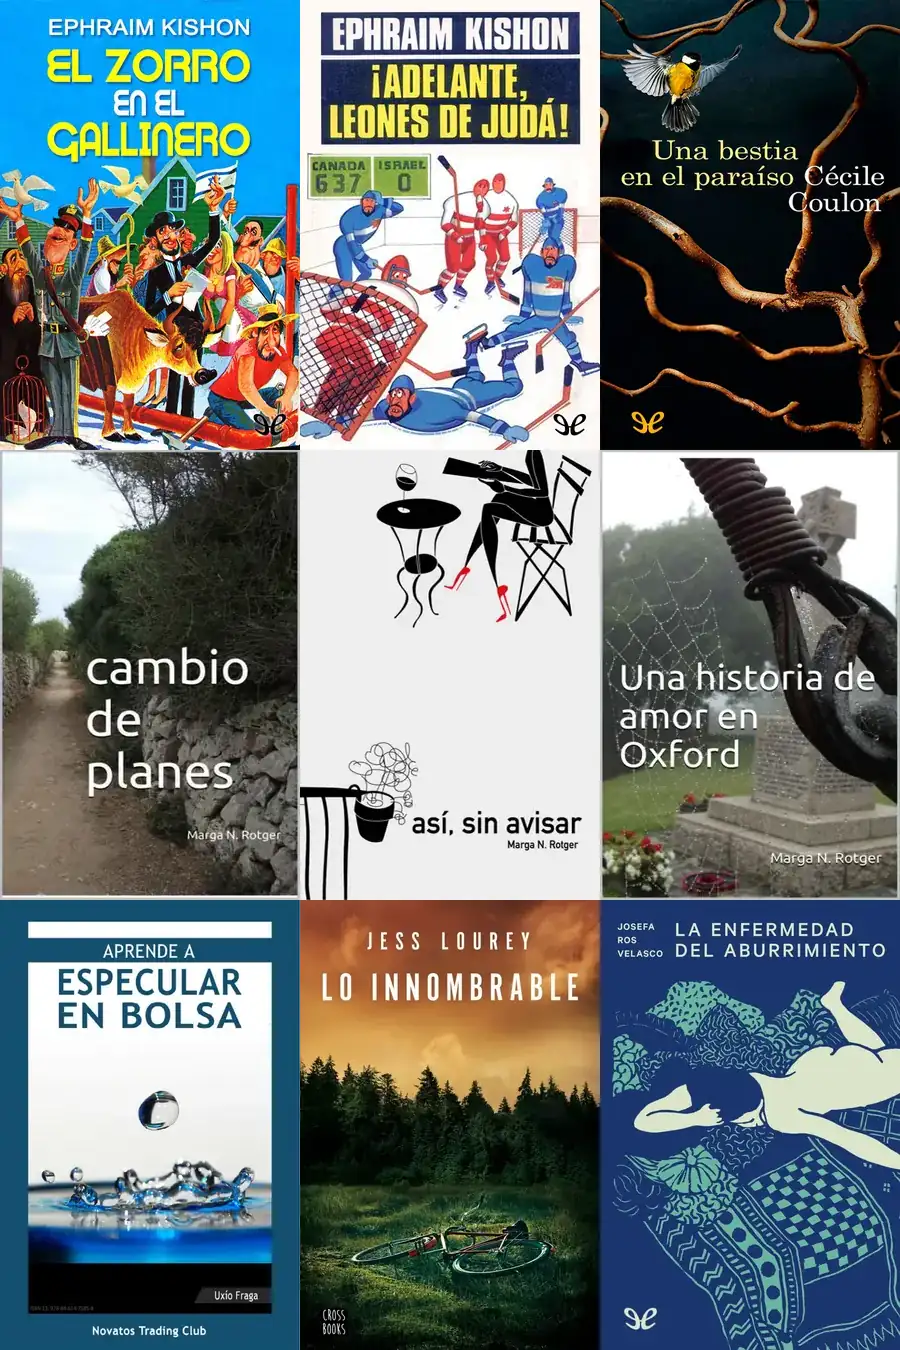 EPHRAIM KISHON
EL ZORRO
EN EL
GALLINERO
EPHRAIM KISHON
¡ADELANTE,
LEONES DE JUDÁ!
CANADA ISRAEL
637 0
Una bestia
en el paraíso Cécile
Coulon
cambio
de
planes
Marga N. Rotger
así, sin avisar
Marga N. Rotger
Una historia de
amor en
Oxford
Marga N. Rotger
APRENDE A
ESPECULAR
EN BOLSA
Uxío Fraga
Novatos Trading Club
JESS LOUREY
LO INNOMBRABLE
CROSS
BOOKS
JOSEFA
ROS
VELASCO
LA ENFERMEDAD
DEL ABURRIMIENTO